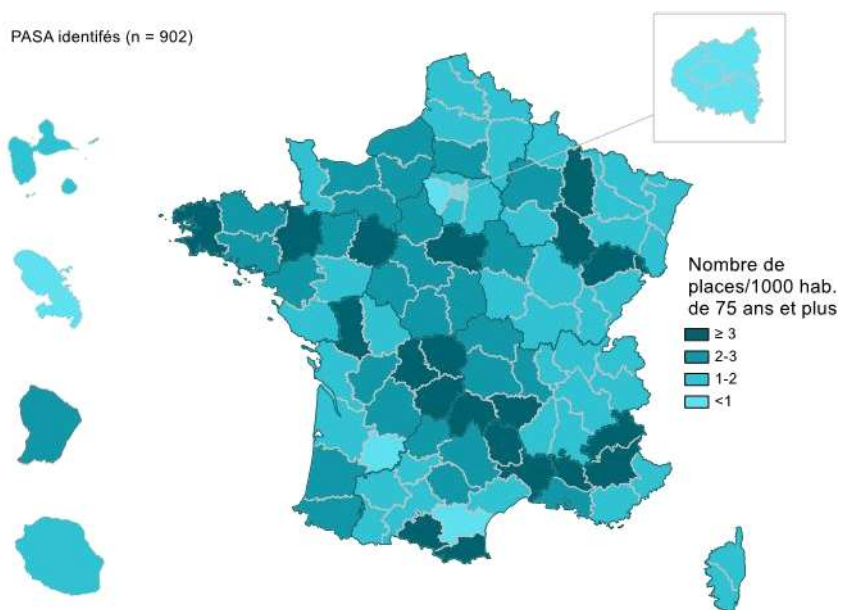 PASA identifés (n = 902)
Nombre de
places/1000 hab.
de 75 ans et plus
≥ 3
2-3
1-2
<1